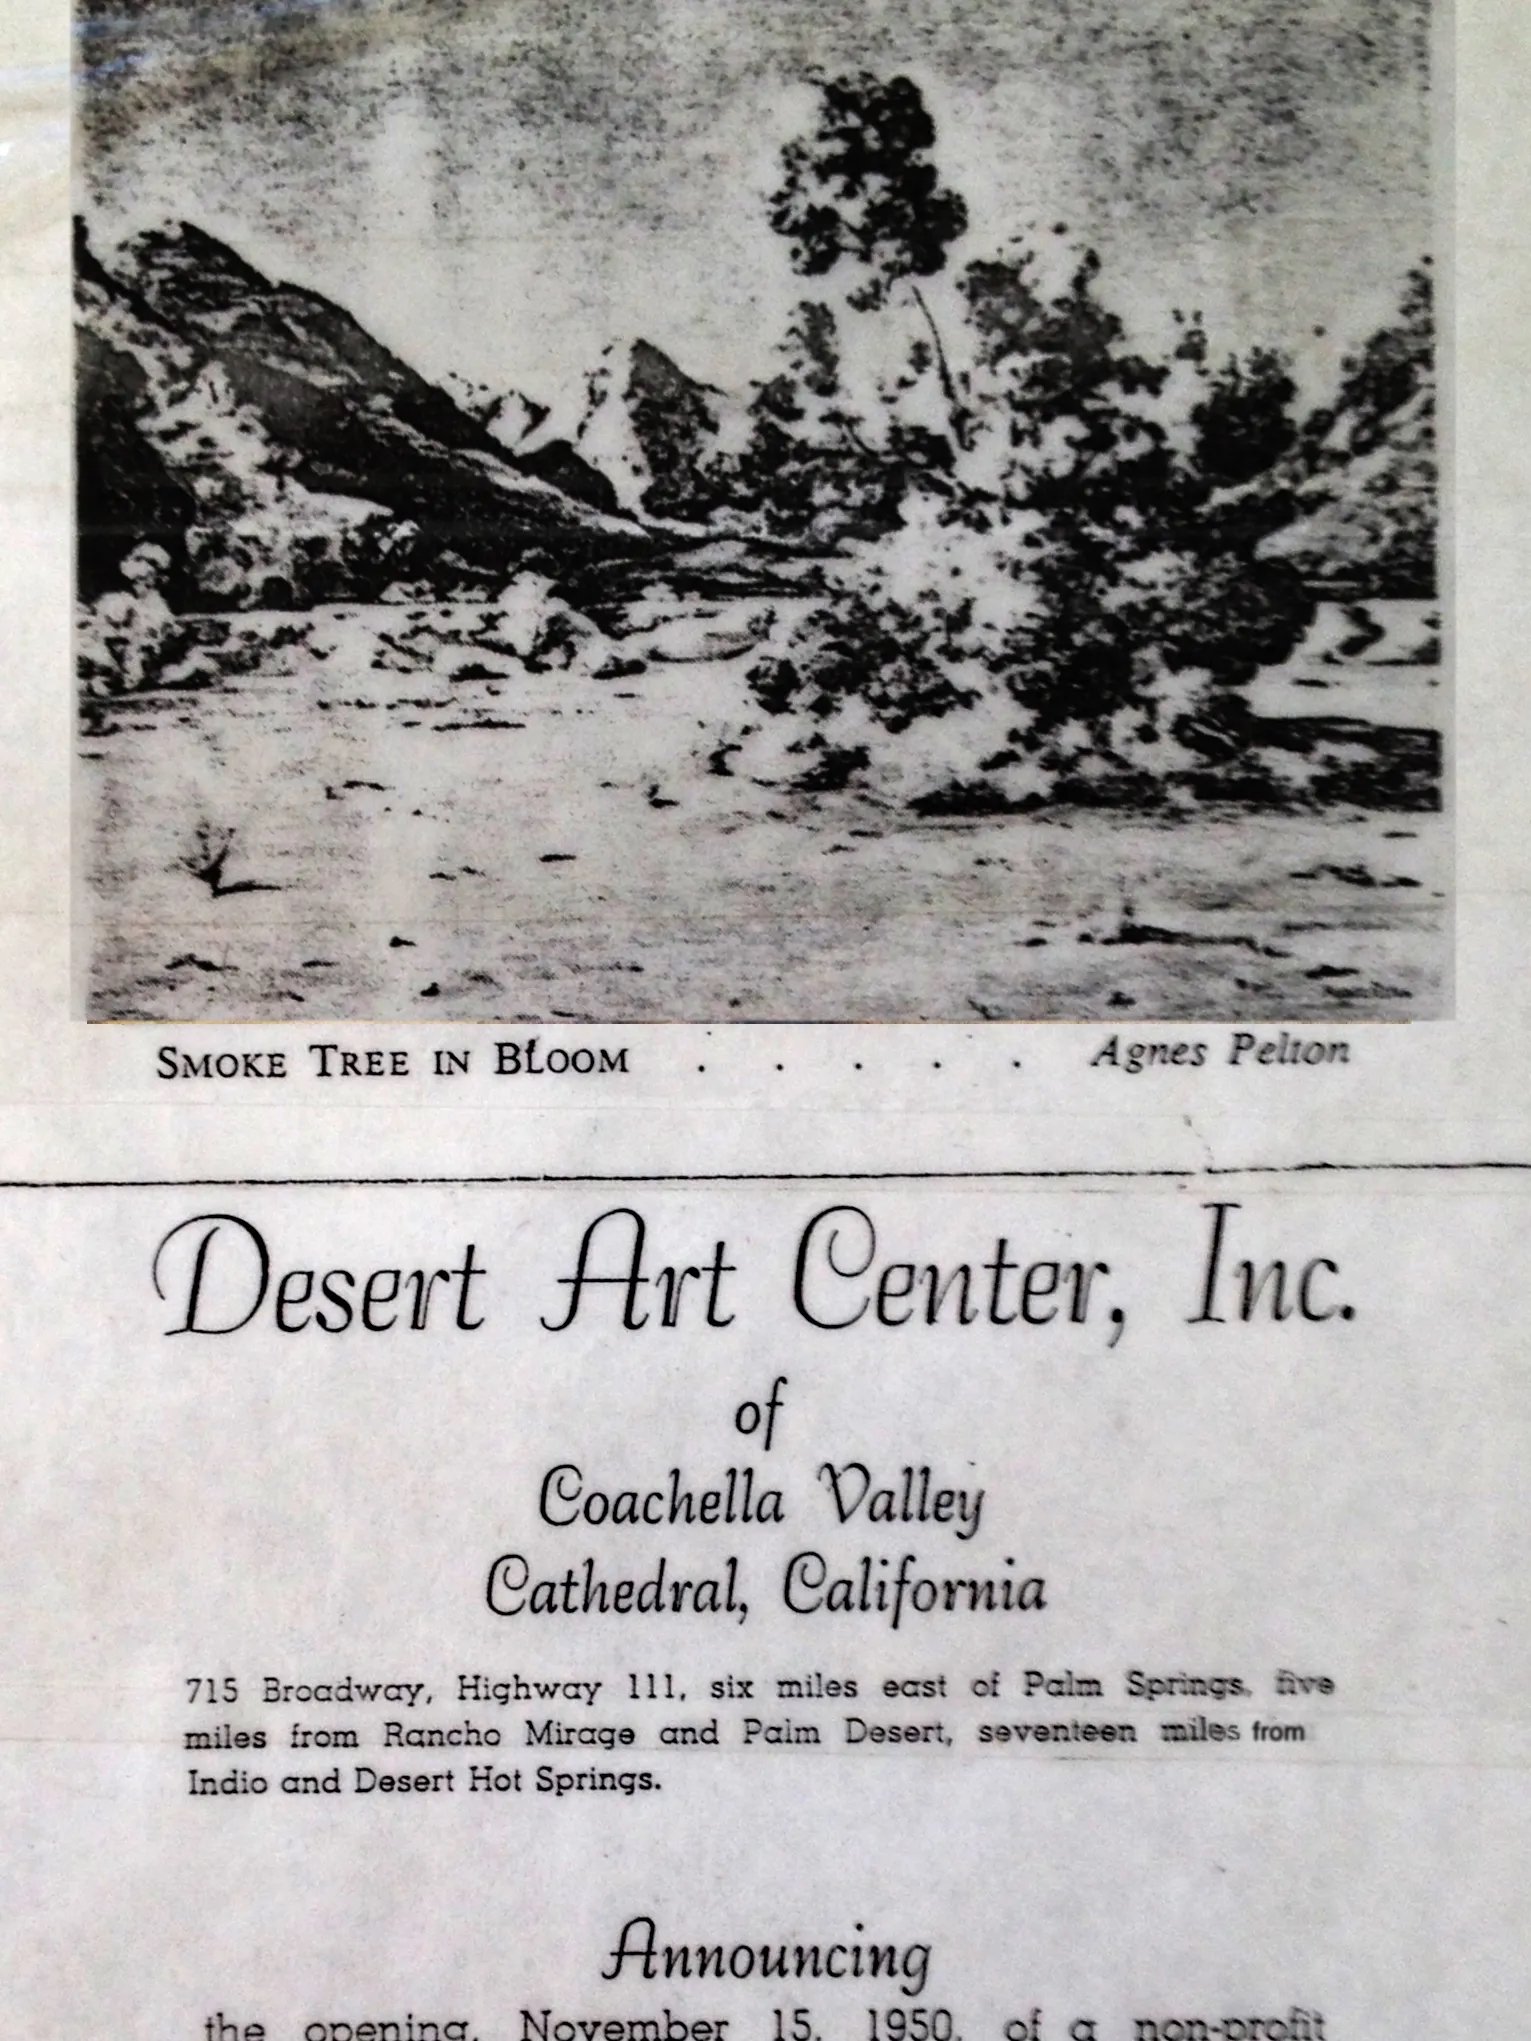 SMOKE TREE IN BLOOM . . . . . Agnes Pelton
Desert Art Center, Inc.
of
Coachella Valley
Cathedral, California
715 Broadway, Highway 111, six miles east of Palm Springs, five
miles from Rancho Mirage and Palm Desert, seventeen miles from
Indio and Desert Hot Springs.
Announcing
the opening, November 15, 1950, of a non-profit